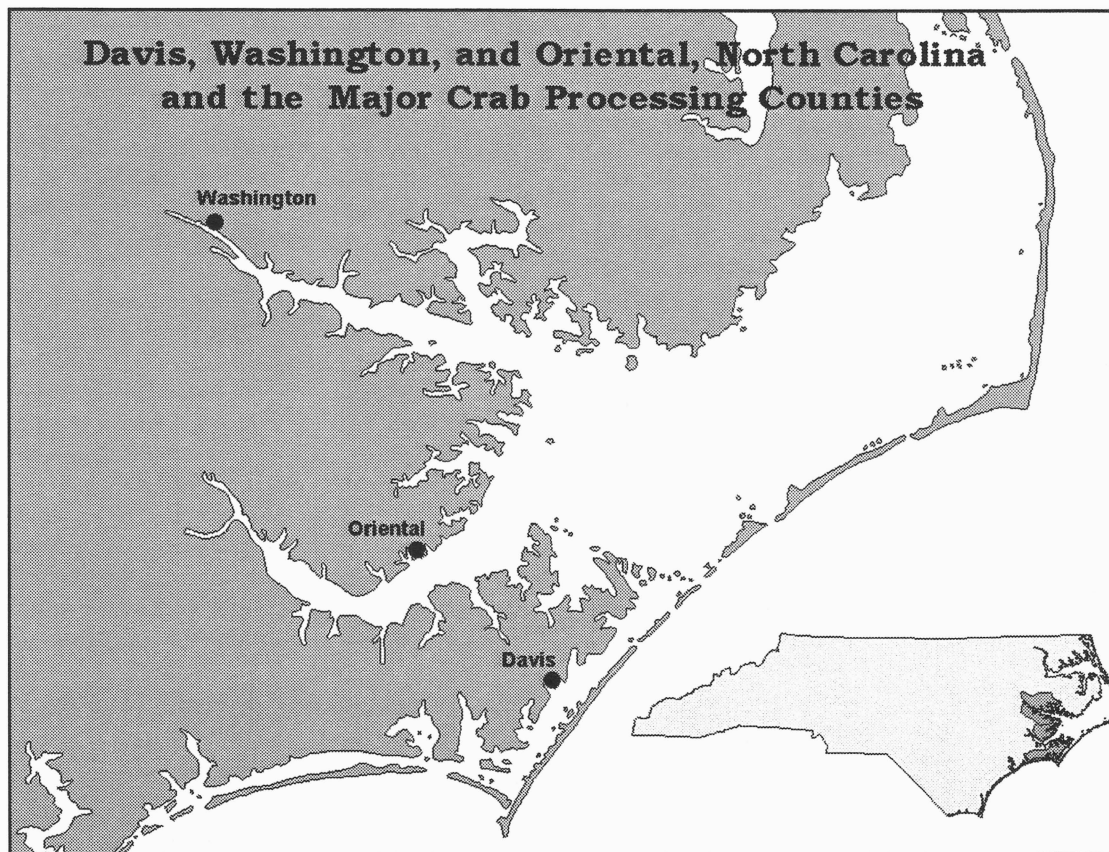 Davis, Washington, and Oriental, North Carolina
and the Major Crab Processing Counties
Washington
Oriental
Davis